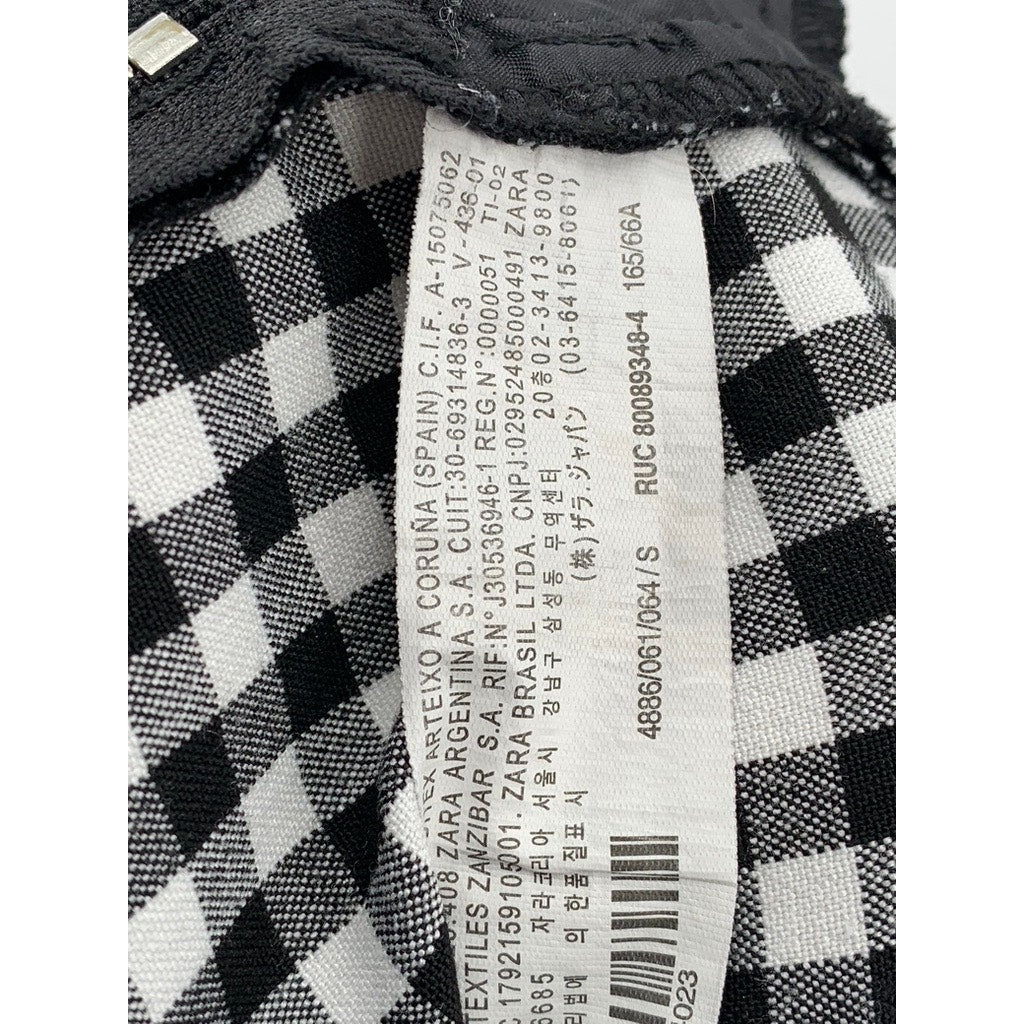 ARTEIXO A CORUÑA (SPAIN) C.I.F. A-15075062
ZARA ARGENTINA S.A. CUIT:30-69314836-3 V-436-01
TEXTILES ZANZIBAR S.A. RIF:N°J30536946-1 REG.N°:0000051 TI-02
ZARA BRASIL LTDA. CNPJ:02952485000491 ZARA
6685 자라코리아 서울시 강남구 삼성동 무역센터 20층02-3413-9800
의한품질표시 (株)ザラ.ジャパン (03-6415-8061)
4886/061/064/S RUC 80089348-4 165/66A